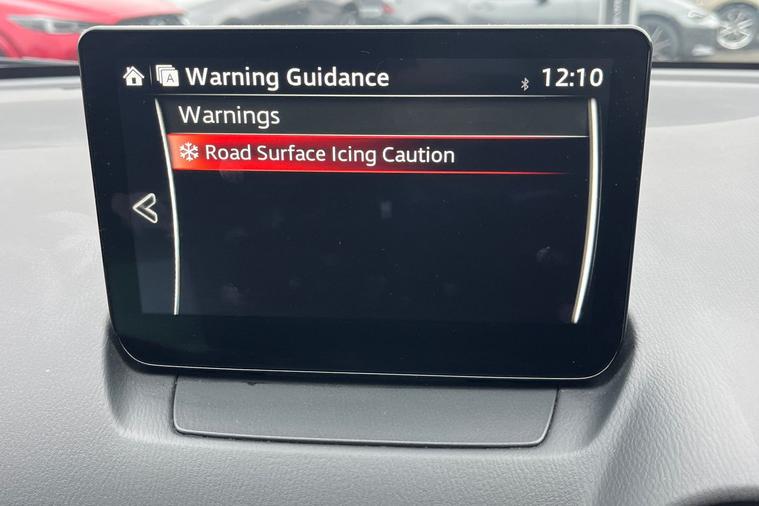 A Warning Guidance 12:10
Warnings
Road Surface Icing Caution